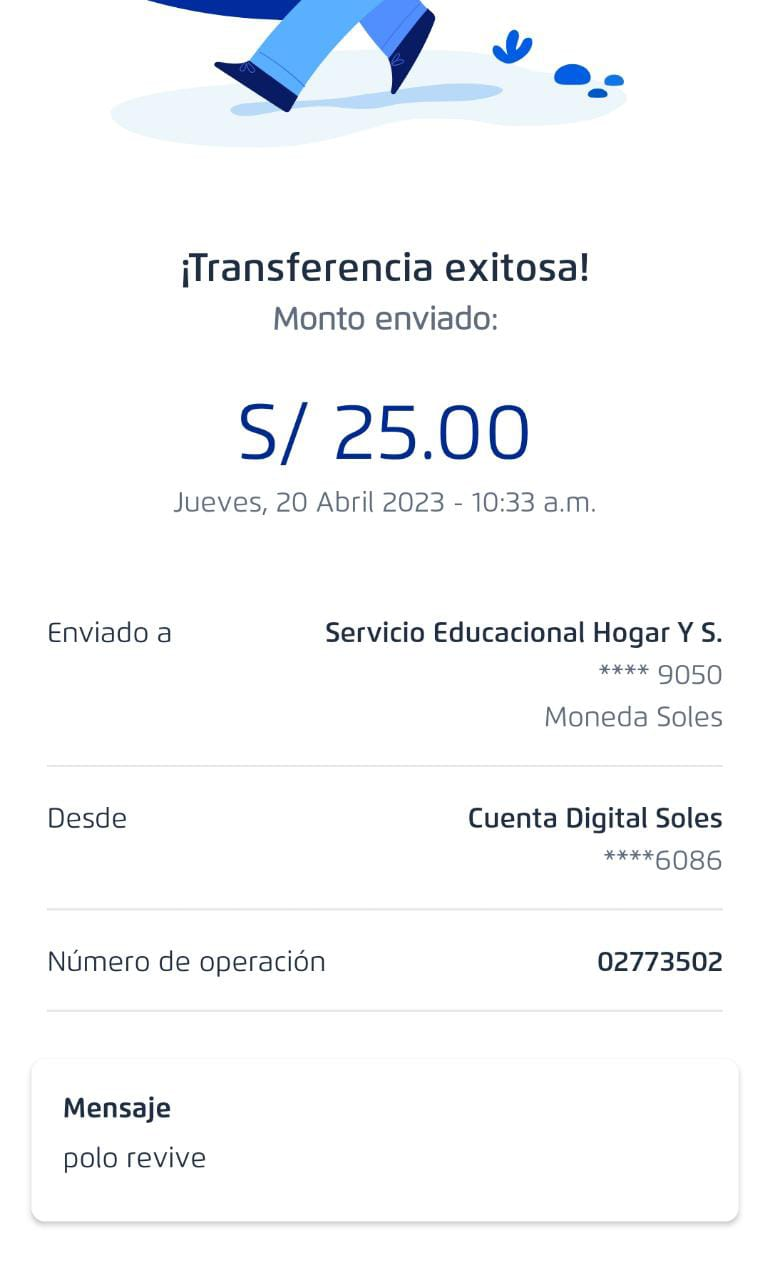 ¡Transferencia exitosa!
Monto enviado:
S/ 25.00
Jueves, 20 Abril 2023 - 10:33 a.m.
Enviado a
Servicio Educacional Hogar Y S.
**** 9050
Moneda Soles
Desde
Cuenta Digital Soles
****6086
Número de operación
02773502
Mensaje
polo revive